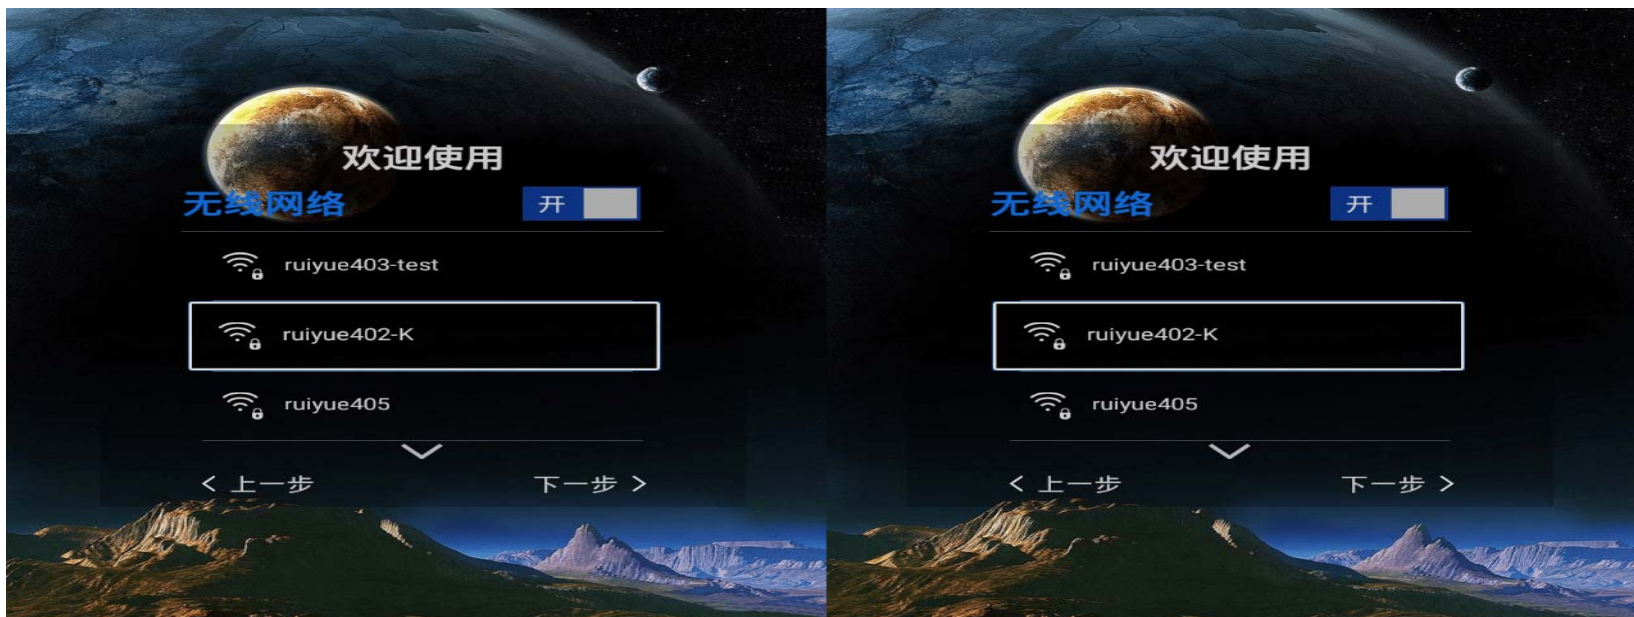 欢迎使用
无线网络 开
ruiyue403-test
ruiyue402-K
ruiyue405
< 上一步 下一步 >
欢迎使用
无线网络 开
ruiyue403-test
ruiyue402-K
ruiyue405
< 上一步 下一步 >